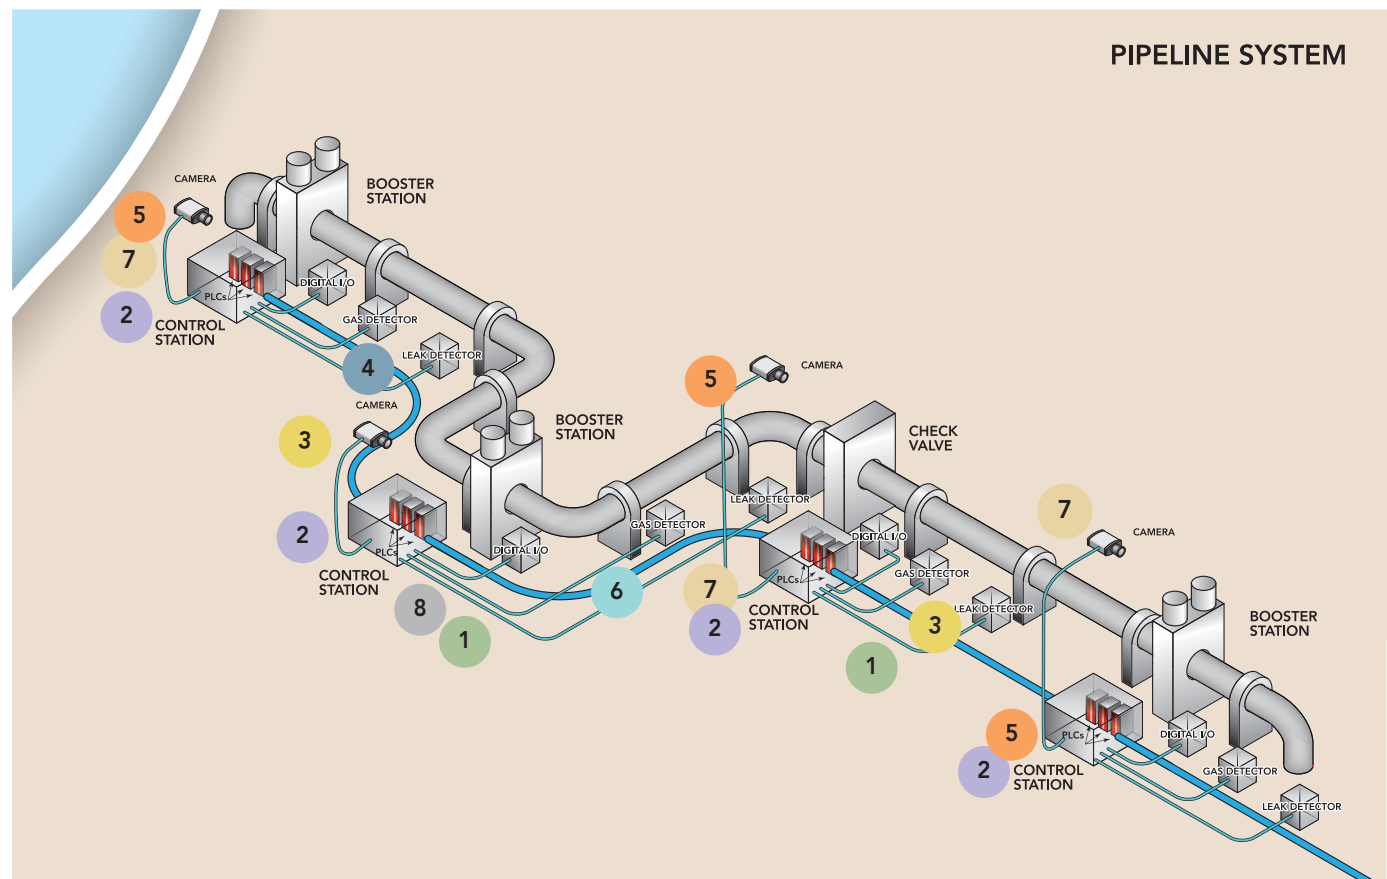 PIPELINE SYSTEM
CAMERA
BOOSTER
STATION
5
7
2
PLCs
DIGITAL I/O
GAS DETECTOR
LEAK DETECTOR
CONTROL
STATION
4
CAMERA
3
BOOSTER
STATION
2
PLCs
DIGITAL I/O
GAS DETECTOR
LEAK DETECTOR
CONTROL
STATION
8
1
6
5
CAMERA
CHECK
VALVE
7
2
PLCs
DIGITAL I/O
GAS DETECTOR
LEAK DETECTOR
CONTROL
STATION
3
1
7
CAMERA
BOOSTER
STATION
5
2
PLCs
DIGITAL I/O
GAS DETECTOR
LEAK DETECTOR
CONTROL
STATION